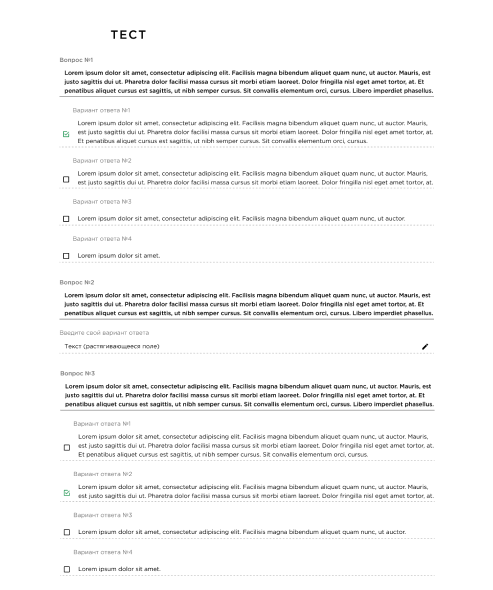 ТЕСТ
Вопрос №1
Lorem ipsum dolor sit amet, consectetur adipiscing elit. Facilisis magna bibendum aliquet quam nunc, ut auctor. Mauris, est
justo sagittis dui ut. Pharetra dolor facilisi massa cursus sit morbi etiam laoreet. Dolor fringilla nisl eget amet tortor, at. Et
penatibus aliquet cursus est sagittis, ut nibh semper cursus. Sit convallis elementum orci, cursus. Libero imperdiet phasellus.
Вариант ответа №1
Lorem ipsum dolor sit amet, consectetur adipiscing elit. Facilisis magna bibendum aliquet quam nunc, ut auctor. Mauris,
est justo sagittis dui ut. Pharetra dolor facilisi massa cursus sit morbi etiam laoreet. Dolor fringilla nisl eget amet tortor, at.
Et penatibus aliquet cursus est sagittis, ut nibh semper cursus. Sit convallis elementum orci, cursus.
Вариант ответа №2
Lorem ipsum dolor sit amet, consectetur adipiscing elit. Facilisis magna bibendum aliquet quam nunc, ut auctor. Mauris,
est justo sagittis dui ut. Pharetra dolor facilisi massa cursus sit morbi etiam laoreet. Dolor fringilla nisl eget amet tortor, at.
Вариант ответа №3
Lorem ipsum dolor sit amet, consectetur adipiscing elit. Facilisis magna bibendum aliquet quam nunc, ut auctor.
Вариант ответа №4
Lorem ipsum dolor sit amet.
Вопрос №2
Lorem ipsum dolor sit amet, consectetur adipiscing elit. Facilisis magna bibendum aliquet quam nunc, ut auctor. Mauris, est
justo sagittis dui ut. Pharetra dolor facilisi massa cursus sit morbi etiam laoreet. Dolor fringilla nisl eget amet tortor, at. Et
penatibus aliquet cursus est sagittis, ut nibh semper cursus. Sit convallis elementum orci, cursus. Libero imperdiet phasellus.
Введите свой вариант ответа
Текст (растягивающееся поле)
Вопрос №3
Lorem ipsum dolor sit amet, consectetur adipiscing elit. Facilisis magna bibendum aliquet quam nunc, ut auctor. Mauris, est
justo sagittis dui ut. Pharetra dolor facilisi massa cursus sit morbi etiam laoreet. Dolor fringilla nisl eget amet tortor, at. Et
penatibus aliquet cursus est sagittis, ut nibh semper cursus. Sit convallis elementum orci, cursus. Libero imperdiet phasellus.
Вариант ответа №1
Lorem ipsum dolor sit amet, consectetur adipiscing elit. Facilisis magna bibendum aliquet quam nunc, ut auctor. Mauris,
est justo sagittis dui ut. Pharetra dolor facilisi massa cursus sit morbi etiam laoreet. Dolor fringilla nisl eget amet tortor, at.
Et penatibus aliquet cursus est sagittis, ut nibh semper cursus. Sit convallis elementum orci, cursus.
Вариант ответа №2
Lorem ipsum dolor sit amet, consectetur adipiscing elit. Facilisis magna bibendum aliquet quam nunc, ut auctor. Mauris,
est justo sagittis dui ut. Pharetra dolor facilisi massa cursus sit morbi etiam laoreet. Dolor fringilla nisl eget amet tortor, at.
Вариант ответа №3
Lorem ipsum dolor sit amet, consectetur adipiscing elit. Facilisis magna bibendum aliquet quam nunc, ut auctor.
Вариант ответа №4
Lorem ipsum dolor sit amet.